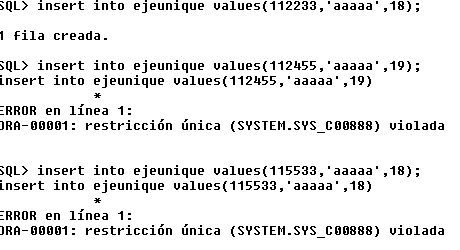 SQL> insert into ejeunique values(112233,'aaaaa',18);
1 fila creada.
SQL> insert into ejeunique values(112455,'aaaaa',19);
insert into ejeunique values(112455,'aaaaa',19)
*
ERROR en línea 1:
ORA-00001: restricción única (SYSTEM.SYS_C00888) violada
SQL> insert into ejeunique values(115533,'aaaaa',18);
insert into ejeunique values(115533,'aaaaa',18)
*
ERROR en línea 1:
ORA-00001: restricción única (SYSTEM.SYS_C00888) violada